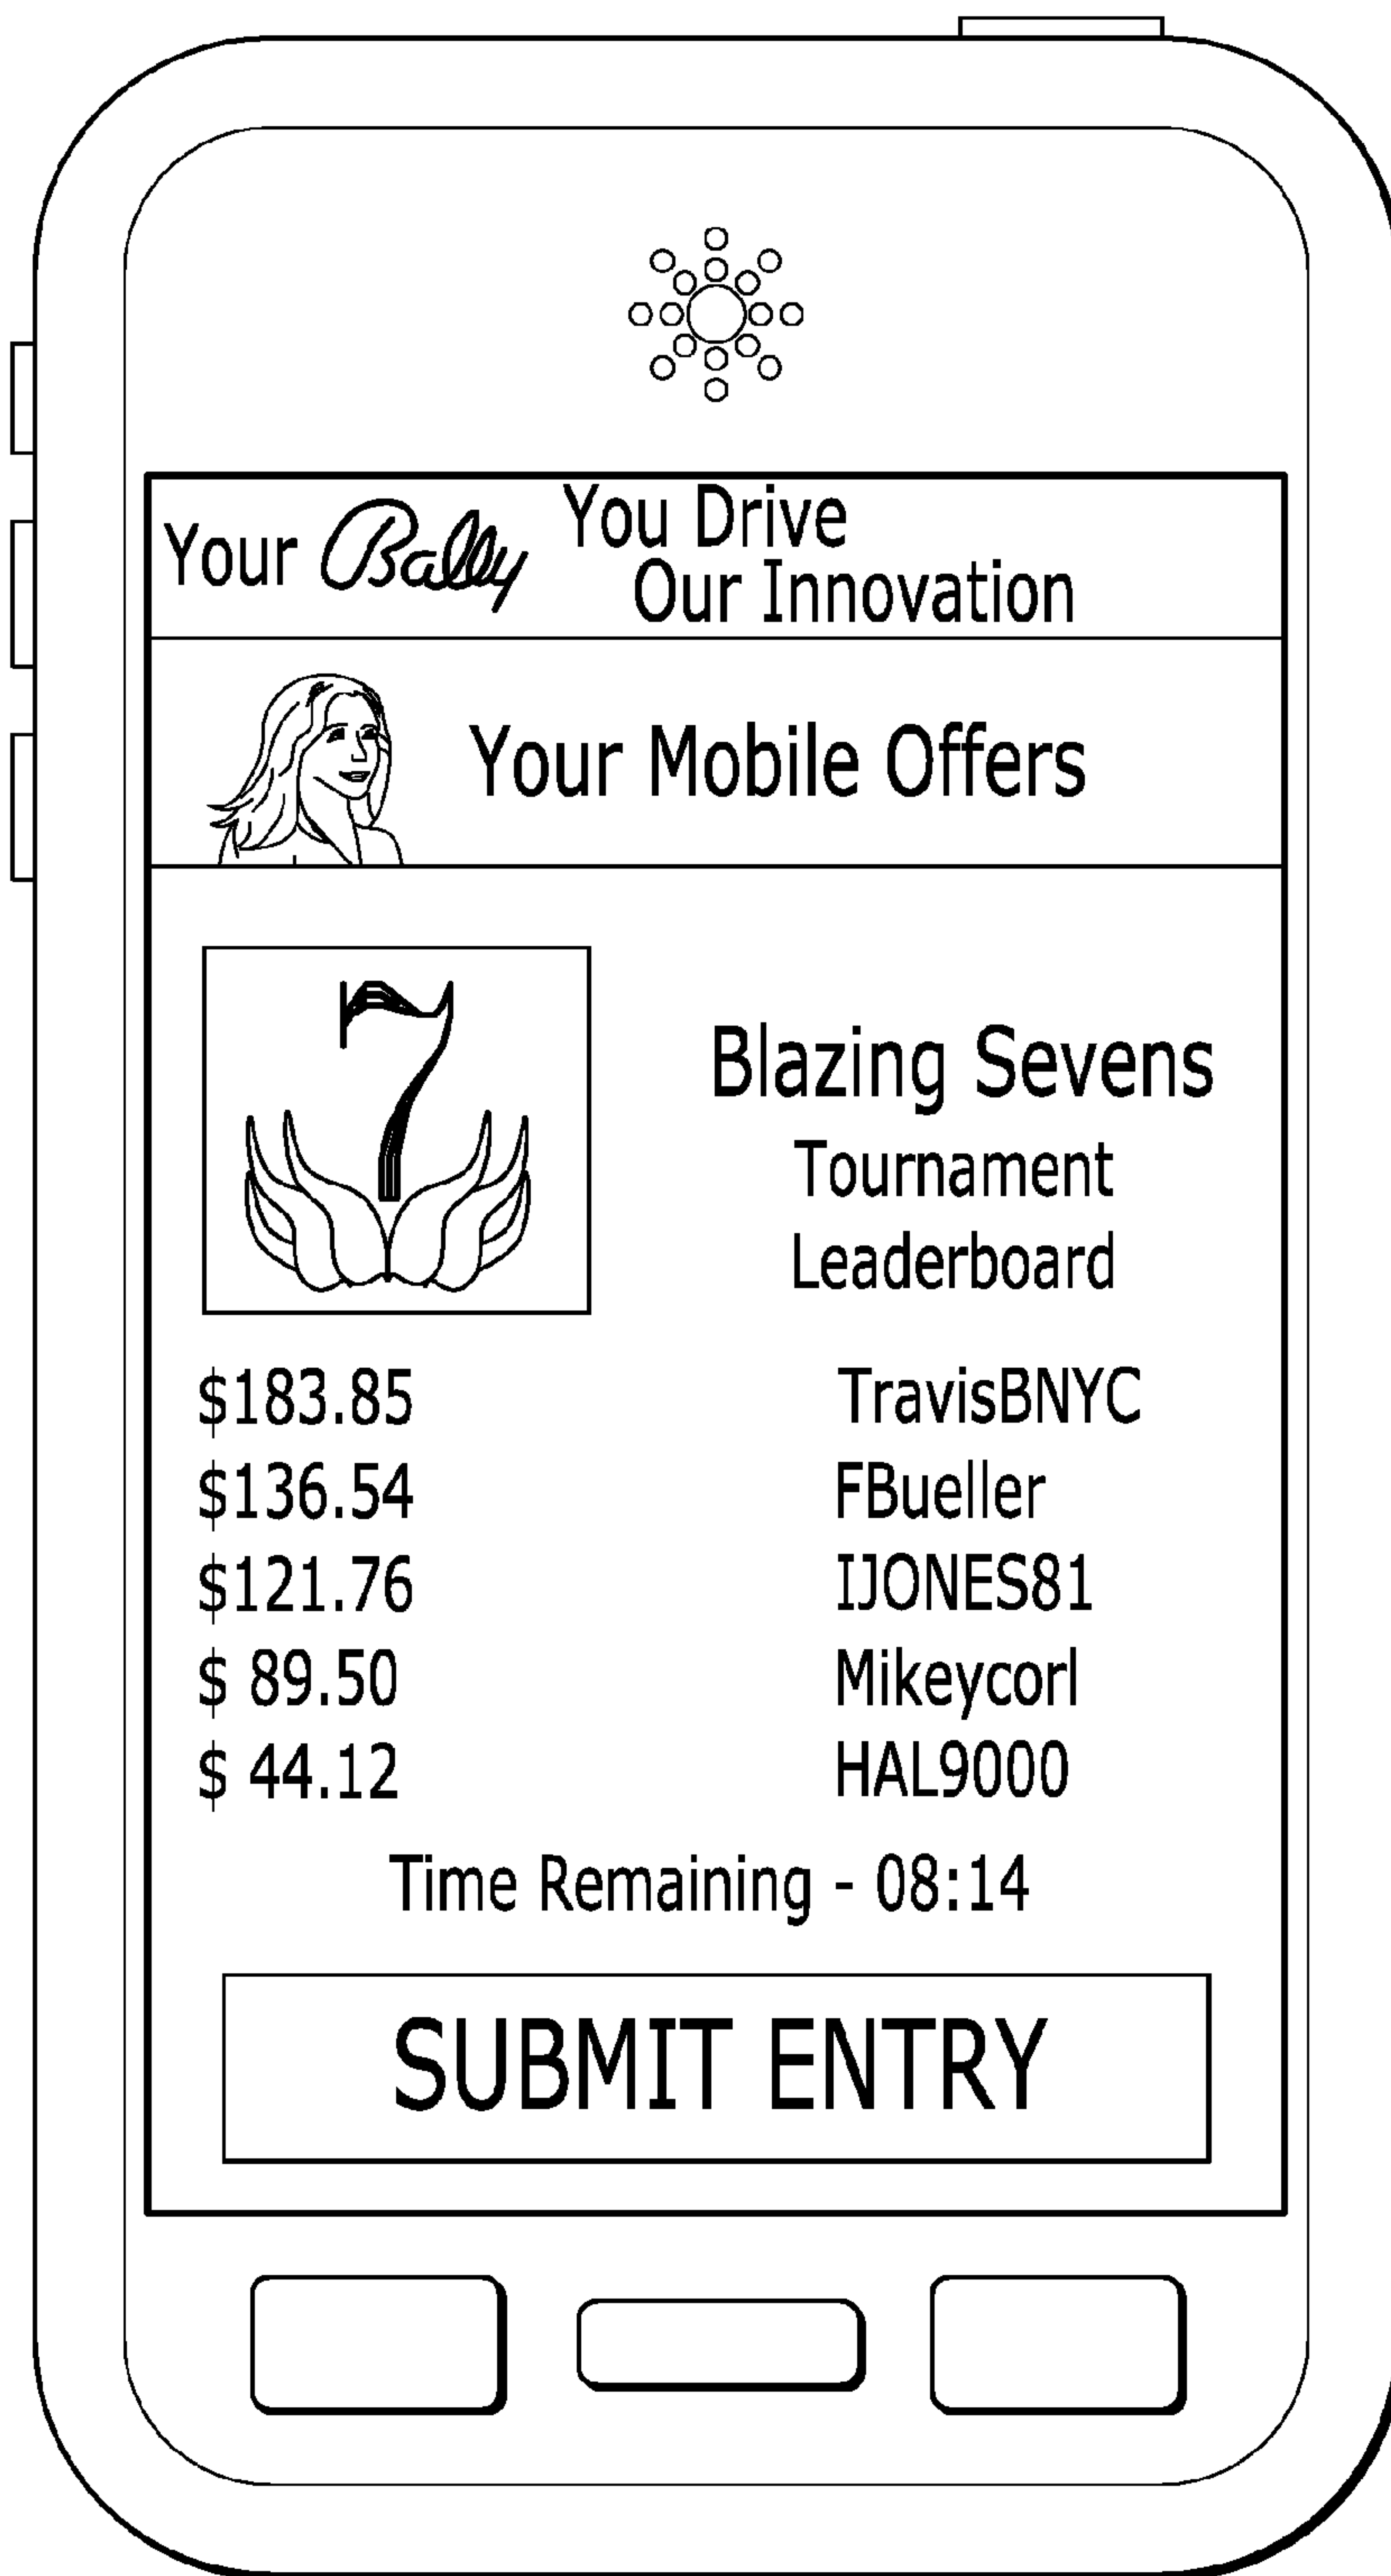 Your Bally You Drive
Our Innovation
Your Mobile Offers
7
Blazing Sevens
Tournament
Leaderboard
$183.85 TravisBNYC
$136.54 FBueller
$121.76 IJONES81
$ 89.50 Mikeycorl
$ 44.12 HAL9000
Time Remaining - 08:14
SUBMIT ENTRY